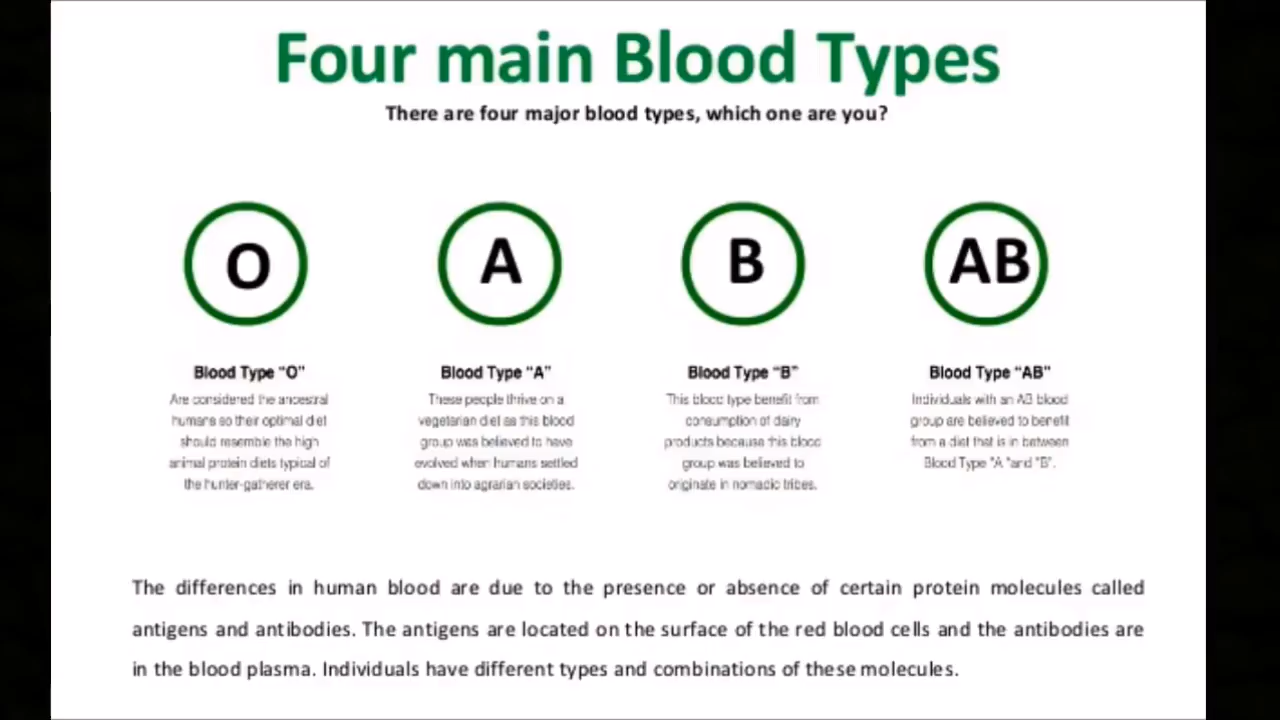 Four main Blood Types
There are four major blood types, which one are you?
O
A
B
AB
Blood Type “O”
Are considered the ancestral
humans so their optimal diet
should resemble the high
animal protein diets typical of
the hunter-gatherer era.
Blood Type “A”
These people thrive on a
vegetarian diet as this blood
group was believed to have
evolved when humans settled
down into agrarian societies.
Blood Type “B”
This blood type benefit from
consumption of dairy
products because this blood
group was believed to
originate in nomadic tribes.
Blood Type “AB”
Individuals with an AB blood
group are believed to benefit
from a diet that is in between
Blood Type "A "and "B".
The differences in human blood are due to the presence or absence of certain protein molecules called
antigens and antibodies. The antigens are located on the surface of the red blood cells and the antibodies are
in the blood plasma. Individuals have different types and combinations of these molecules.